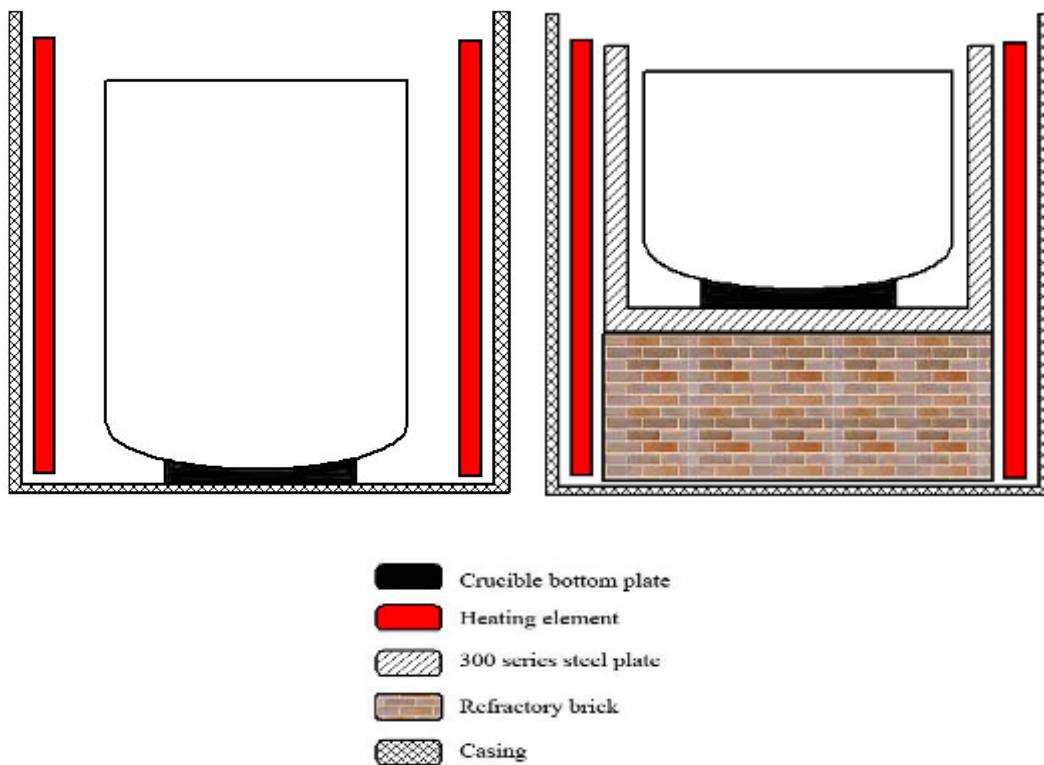 Crucible bottom plate
Heating element
300 series steel plate
Refractory brick
Casing